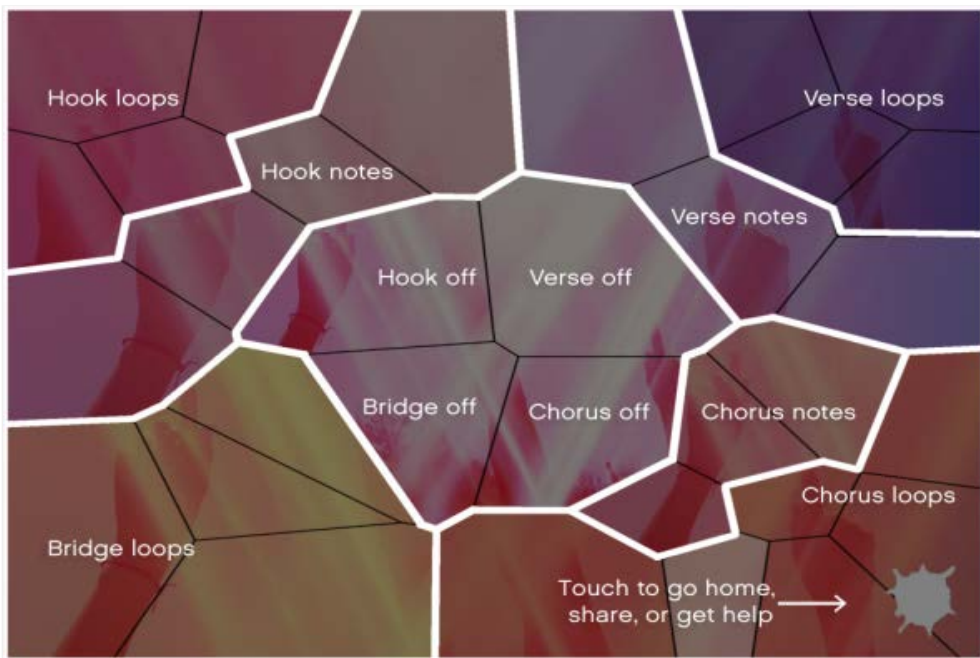 Hook loops
Verse loops
Hook notes
Verse notes
Hook off
Verse off
Bridge off
Chorus off
Chorus notes
Chorus loops
Bridge loops
Touch to go home,
share, or get help